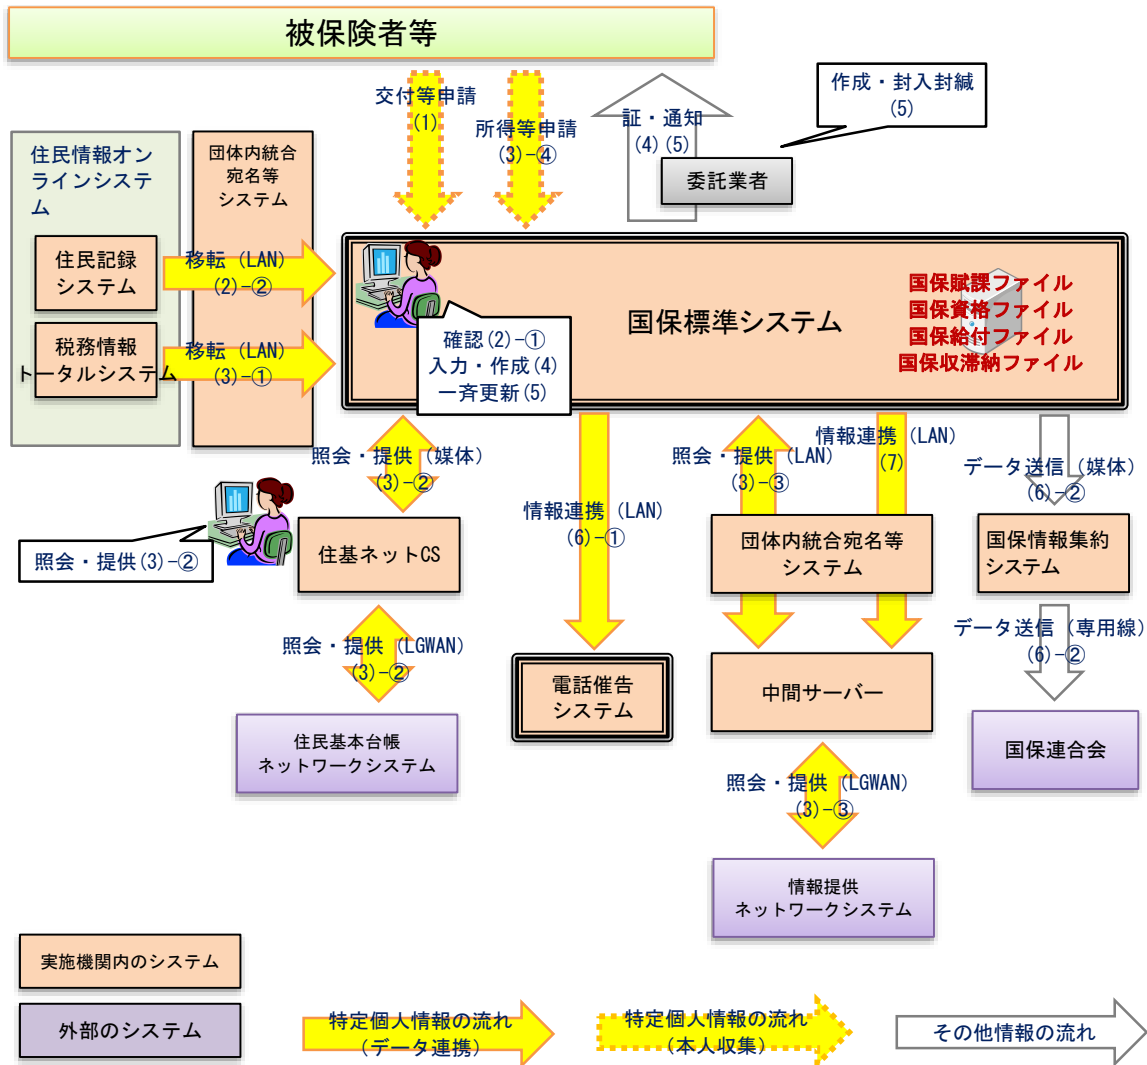 被保険者等
交付等申請
(1)
所得等申請
(3)-④
証・通知
(4)(5)
作成・封入封緘
(5)
委託業者
住民情報オン
ラインシステ
ム
団体内統合
宛名等
システム
住民記録
システム
移転（LAN）
(2)-②
税務情報
トータルシステム
移転（LAN）
(3)-①
国保標準システム
国保賦課ファイル
国保資格ファイル
国保給付ファイル
国保収滞納ファイル
確認(2)-①
入力・作成(4)
一斉更新(5)
照会・提供（媒体）
(3)-②
情報連携（LAN）
(6)-①
照会・提供（LAN）
(3)-③
情報連携（LAN）
(7)
データ送信（媒体）
(6)-②
照会・提供(3)-②
住基ネットCS
団体内統合宛名等
システム
国保情報集約
システム
照会・提供（LGWAN）
(3)-②
データ送信（専用線）
(6)-②
電話催告
システム
中間サーバー
住民基本台帳
ネットワークシステム
国保連合会
照会・提供（LGWAN）
(3)-③
情報提供
ネットワークシステム
実施機関内のシステム
外部のシステム
特定個人情報の流れ
（データ連携）
特定個人情報の流れ
（本人収集）
その他情報の流れ